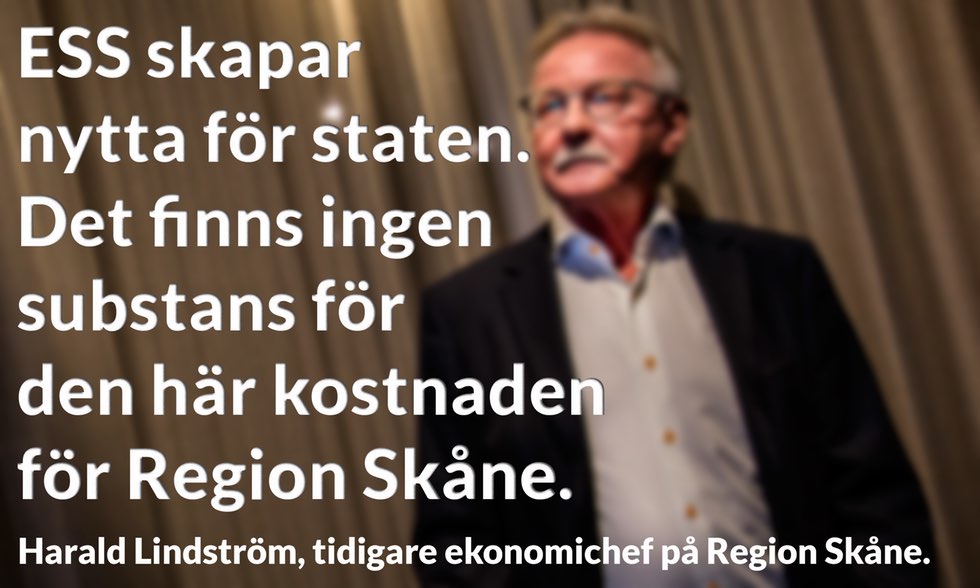 ESS skapar
nytta för staten.
Det finns ingen
substans för
den här kostnaden
för Region Skåne.
Harald Lindström, tidigare ekonomichef på Region Skåne.